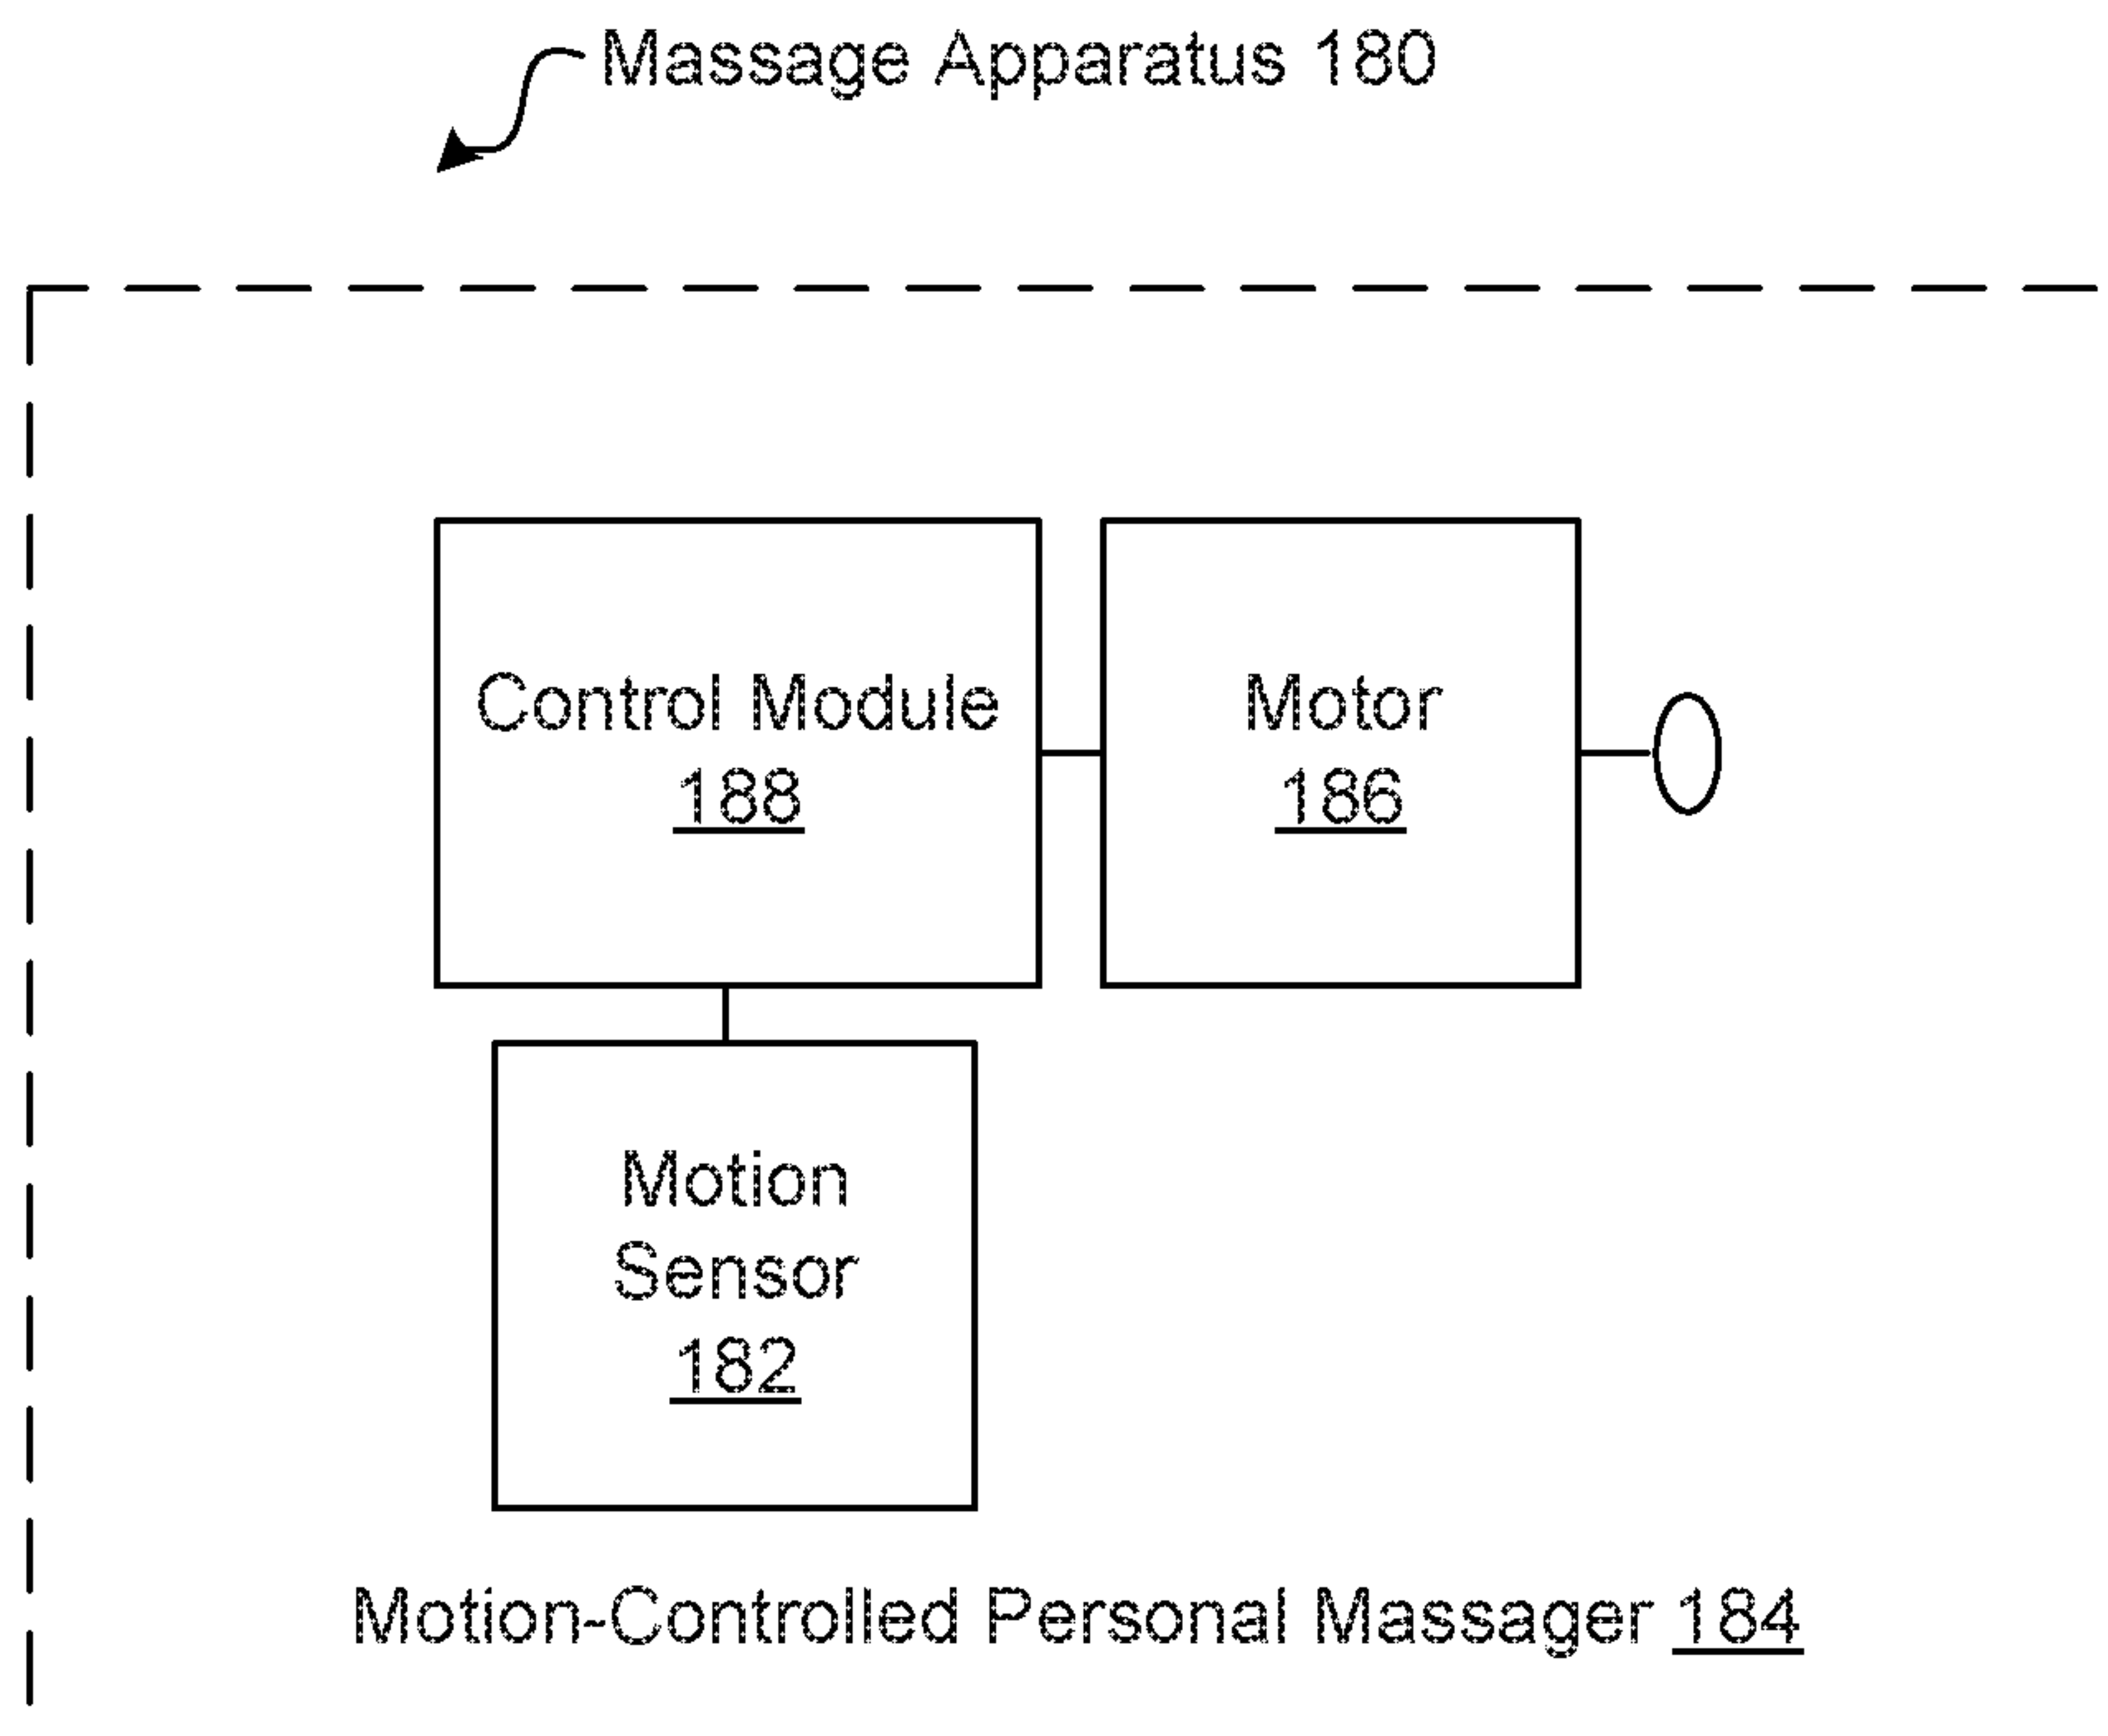 Massage Apparatus 180
Control Module
188
Motor
186
Motion
Sensor
182
Motion-Controlled Personal Massager 184